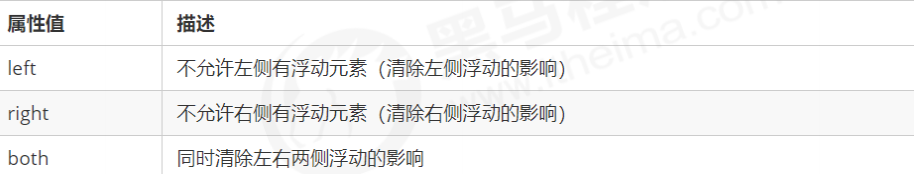 属性值 描述
left 不允许左侧有浮动元素（清除左侧浮动的影响）
right 不允许右侧有浮动元素（清除右侧浮动的影响）
both 同时清除左右两侧浮动的影响